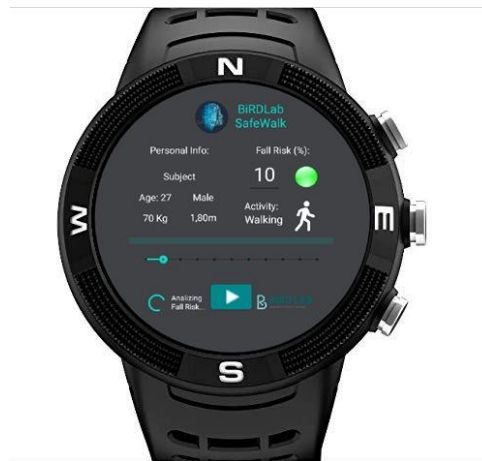 N
BiRDLab
SafeWalk
Personal Info:
Fall Risk (%):
Subject
10
Age: 27 Male
Activity:
70 Kg 1,80m
Walking
W
E
Analizing
Fall Risk...
S